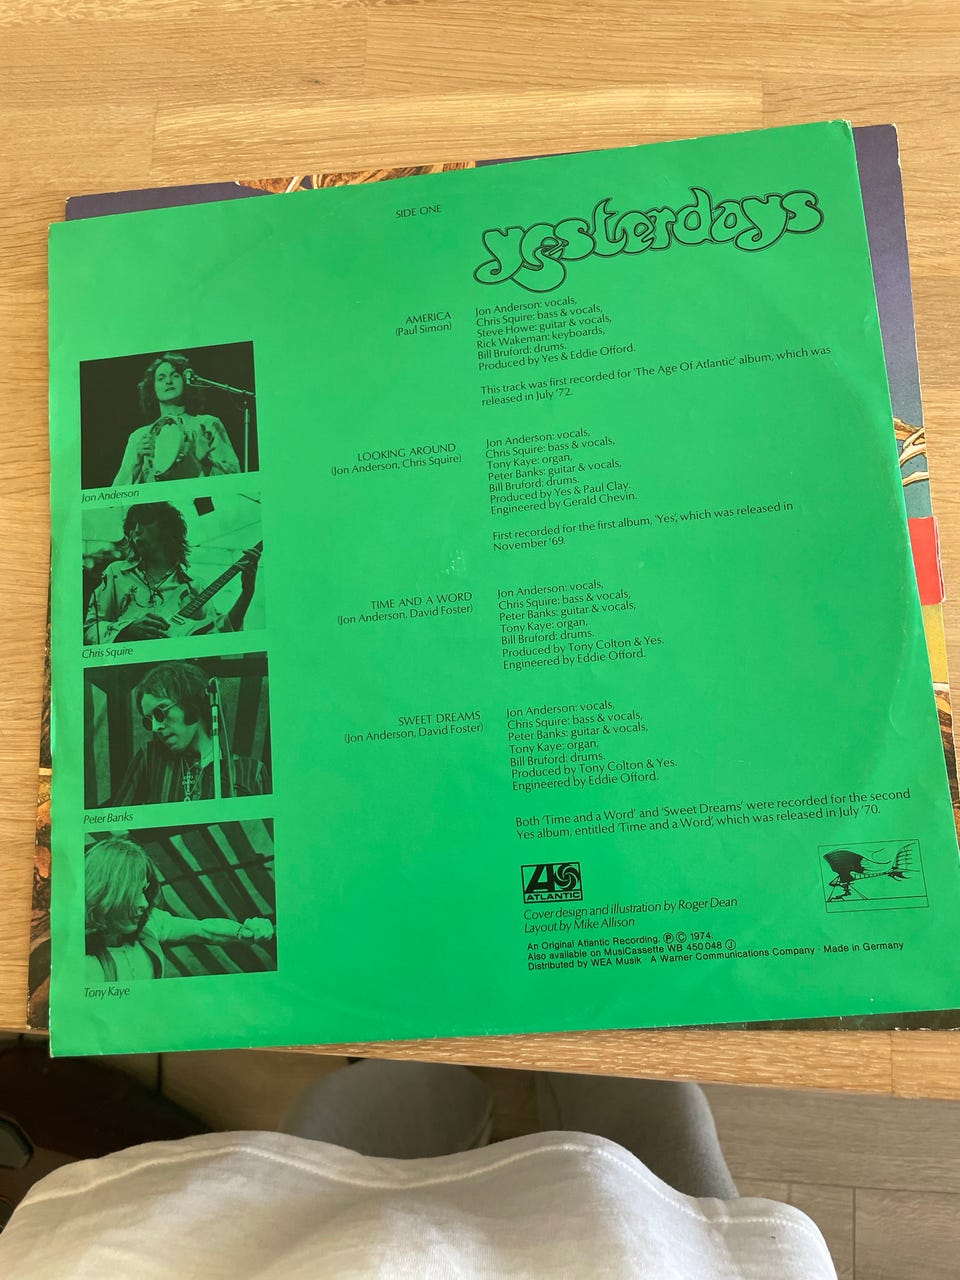 SIDE ONE
yesterdays
AMERICA
(Paul Simon)
Jon Anderson: vocals,
Chris Squire: bass & vocals,
Steve Howe: guitar & vocals,
Rick Wakeman: keyboards,
Bill Bruford: drums.
Produced by Yes & Eddie Offord.
This track was first recorded for 'The Age Of Atlantic' album, which was
released in July '72.
LOOKING AROUND
(Jon Anderson, Chris Squire)
Jon Anderson: vocals,
Chris Squire: bass & vocals,
Tony Kaye: organ,
Peter Banks: guitar & vocals,
Bill Bruford: drums.
Produced by Yes & Paul Clay.
Engineered by Gerald Chevin.
First recorded for the first album, 'Yes', which was released in
November '69.
TIME AND A WORD
(Jon Anderson, David Foster)
Jon Anderson: vocals,
Chris Squire: bass & vocals,
Peter Banks: guitar & vocals,
Tony Kaye: organ,
Bill Bruford: drums.
Produced by Tony Colton & Yes.
Engineered by Eddie Offord.
SWEET DREAMS
(Jon Anderson, David Foster)
Jon Anderson: vocals,
Chris Squire: bass & vocals,
Peter Banks: guitar & vocals,
Tony Kaye: organ,
Bill Bruford: drums.
Produced by Tony Colton & Yes.
Engineered by Eddie Offord.
Both 'Time and a Word' and 'Sweet Dreams' were recorded for the second
Yes album, entitled 'Time and a Word', which was released in July '70.
Jon Anderson
Chris Squire
Peter Banks
Tony Kaye
ATLANTIC
Cover design and illustration by Roger Dean
Layout by Mike Allison
An Original Atlantic Recording. Ⓟ Ⓒ 1974.
Also available on MusiCassette WB 450 048 Ⓙ
Distributed by WEA Musik · A Warner Communications Company · Made in Germany